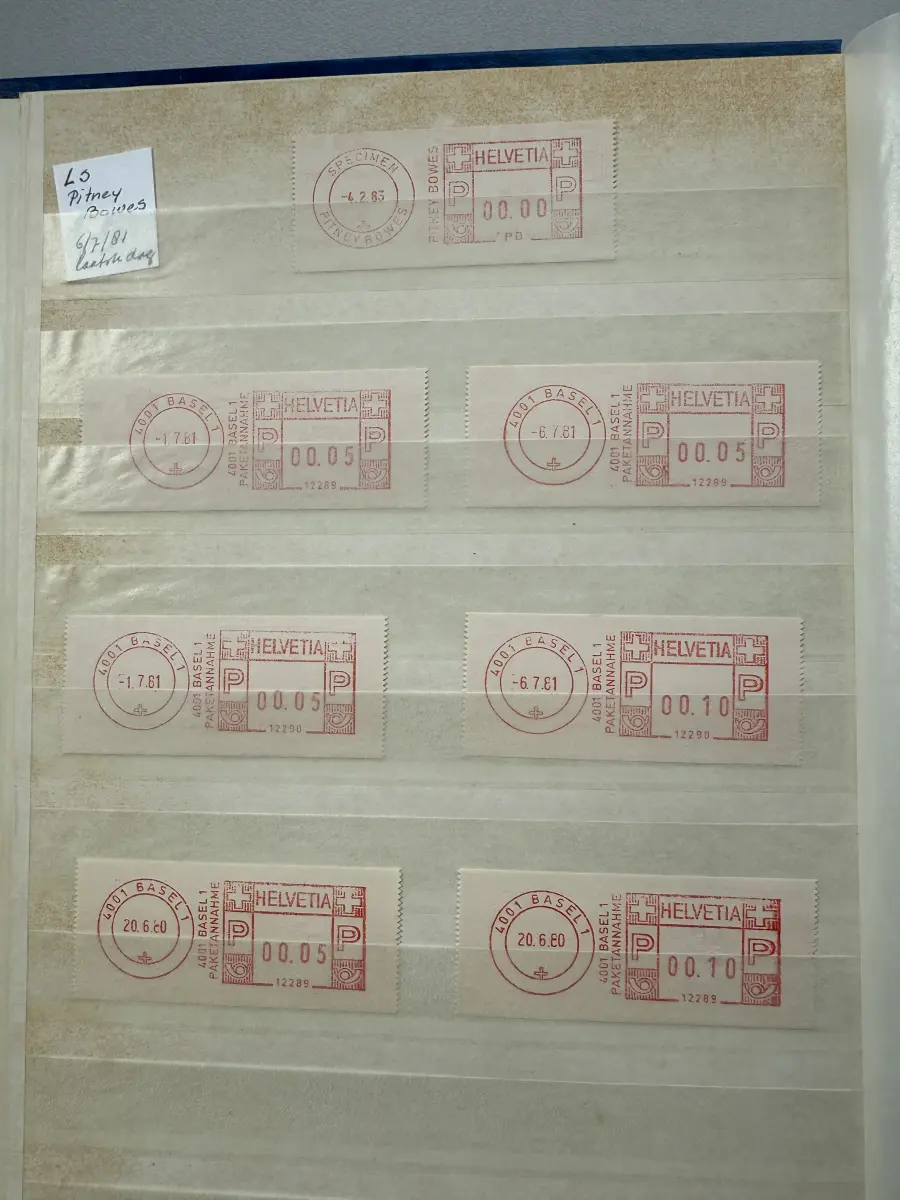 LS
Pitney
Bowes
6/7/81
laatste dag
SPECIMEN
-4.2.83
PITNEY BOWES
PITNEY BOWES
HELVETIA
P P
00.00
PB
4001 BASEL 1
-1.7.81
4001 BASEL 1
PAKETANNAHME
HELVETIA
P P
00.05
12289
4001 BASEL 1
-6.7.81
4001 BASEL 1
PAKETANNAHME
HELVETIA
P P
00.05
12289
4001 BASEL 1
-1.7.81
4001 BASEL 1
PAKETANNAHME
HELVETIA
P P
00.05
12290
4001 BASEL 1
-6.7.81
4001 BASEL 1
PAKETANNAHME
HELVETIA
P P
00.10
12290
4001 BASEL 1
20.6.80
4001 BASEL 1
PAKETANNAHME
HELVETIA
P P
00.05
12289
4001 BASEL 1
20.6.80
4001 BASEL 1
PAKETANNAHME
HELVETIA
P P
00.10
12289